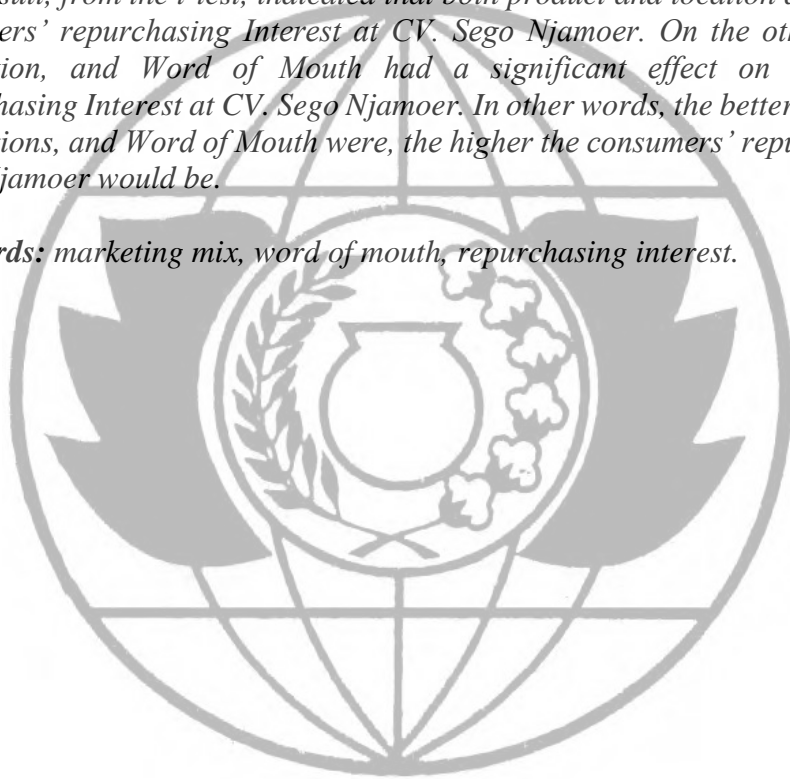 from the t-test, indicated that both product and location
ers' repurchasing Interest at CV. Sego Njamoer. On the
tion, and Word of Mouth had a significant effect on
hasing Interest at CV. Sego Njamoer. In other words, the better
ions, and Word of Mouth were, the higher the consumers'
jamoer would be.
rds: marketing mix, word of mouth, repurchasing interest.